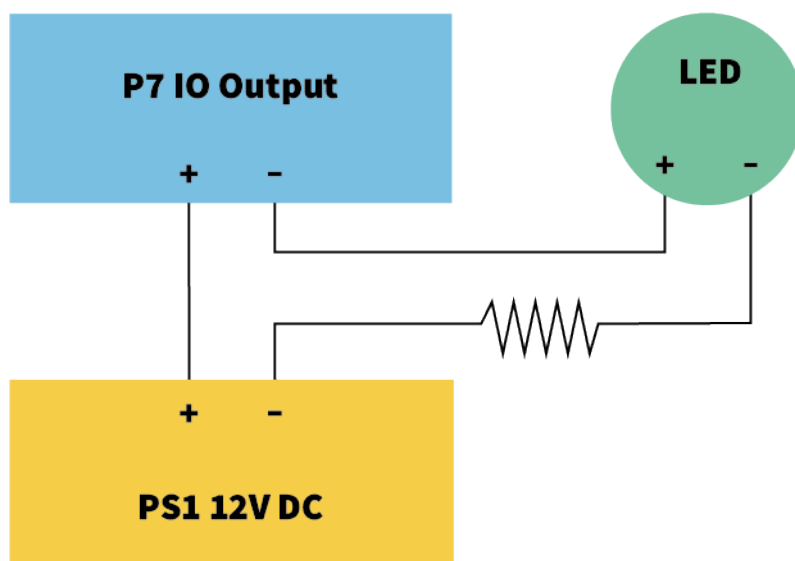 P7 IO Output
LED
+ –
+ –
+ –
PS1 12V DC